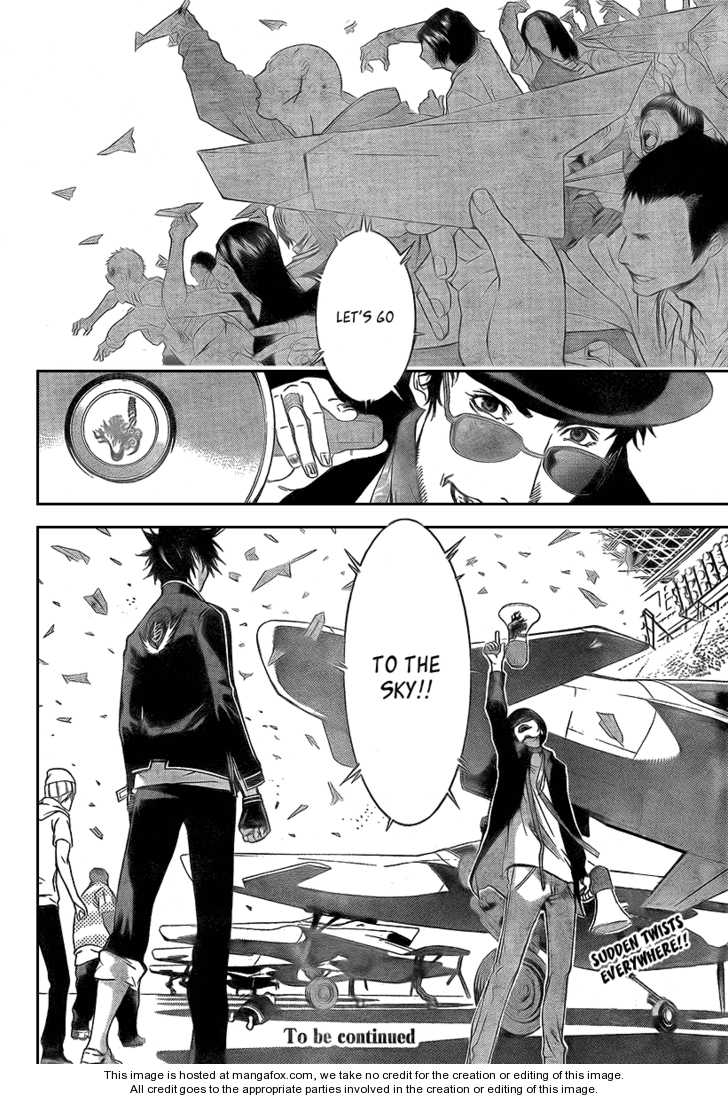 LET'S GO
TO THE
SKY!!
SUDDEN TWISTS
EVERYWHERE!!
To be continued
This image is hosted at mangafox.com, we take no credit for the creation or editing of this image.
All credit goes to the appropriate parties involved in the creation or editing of this image.